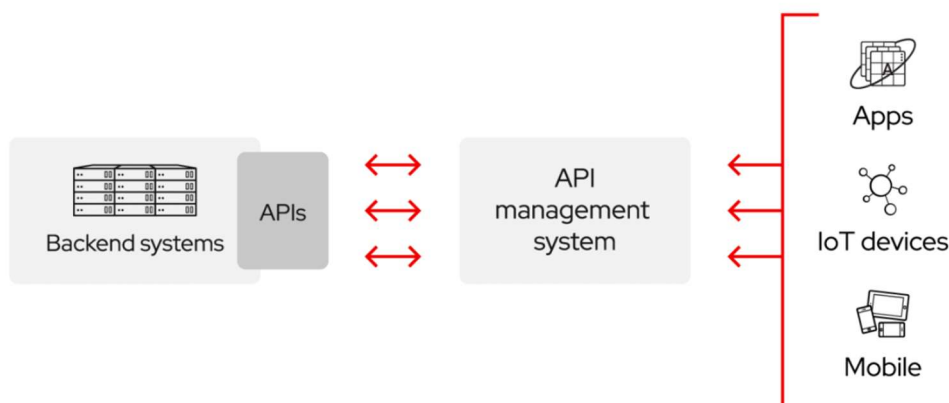 Backend systems
APIs
API
management
system
A
Apps
IoT devices
Mobile